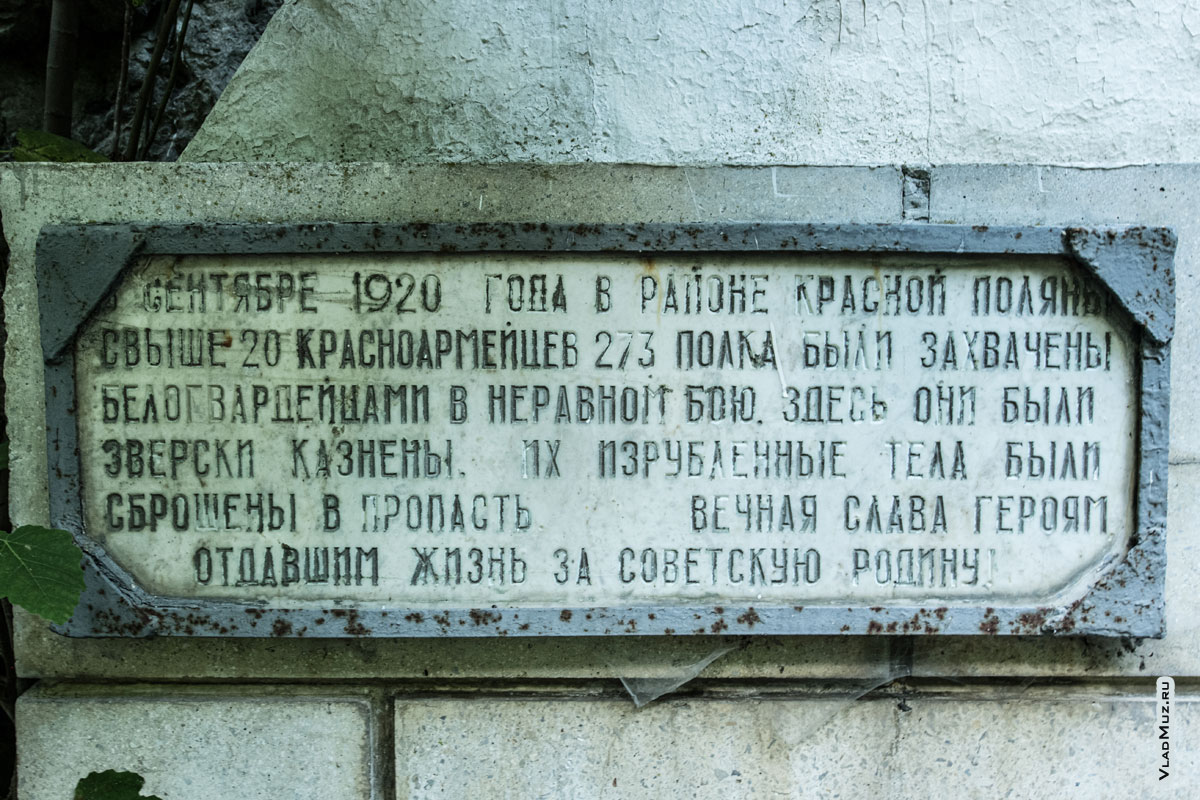 В СЕНТЯБРЕ 1920 ГОДА В РАЙОНЕ КРАСНОЙ ПОЛЯНЫ
СВЫШЕ 20 КРАСНОАРМЕЙЦЕВ 273 ПОЛКА БЫЛИ ЗАХВАЧЕНЫ
БЕЛОГВАРДЕЙЦАМИ В НЕРАВНОМ БОЮ. ЗДЕСЬ ОНИ БЫЛИ
ЗВЕРСКИ КАЗНЕНЫ. ИХ ИЗРУБЛЕННЫЕ ТЕЛА БЫЛИ
СБРОШЕНЫ В ПРОПАСТЬ. ВЕЧНАЯ СЛАВА ГЕРОЯМ
ОТДАВШИМ ЖИЗНЬ ЗА СОВЕТСКУЮ РОДИНУ!
VladMuz.ru